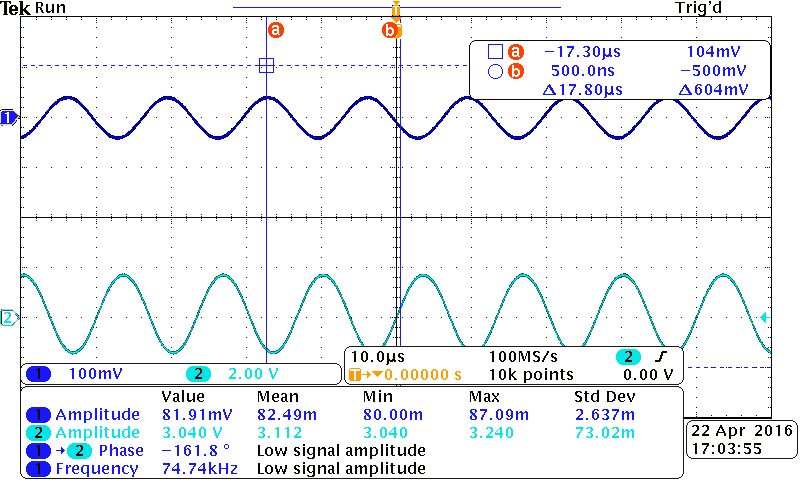 Tek Run Trig'd
T
a b
a −17.30µs 104mV
b 500.0ns −500mV
Δ17.80µs Δ604mV
1
2
1 100mV 2 2.00 V
10.0µs 100MS/s 2
T→▼0.00000 s 10k points 0.00 V
Value Mean Min Max Std Dev
1 Amplitude 81.91mV 82.49m 80.00m 87.09m 2.637m
2 Amplitude 3.040 V 3.112 3.040 3.240 73.02m
1 → 2 Phase −161.8 ° Low signal amplitude
1 Frequency 74.74kHz Low signal amplitude
22 Apr 2016
17:03:55